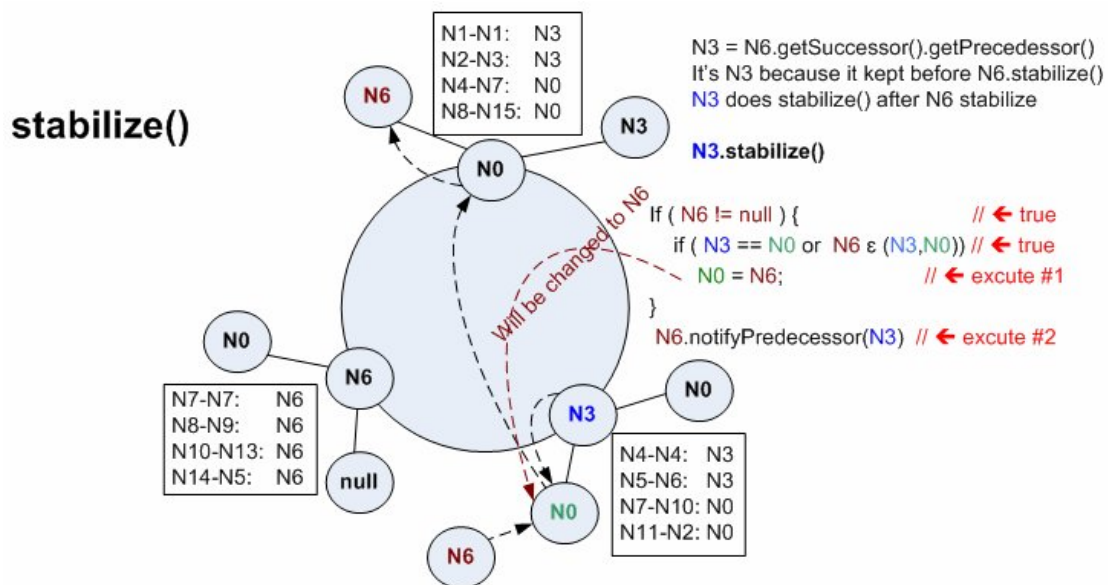 stabilize()
N1-N1: N3
N2-N3: N3
N4-N7: N0
N8-N15: N0
N6
N0
N3
N3 = N6.getSuccessor().getPrecedessor()
It's N3 because it kept before N6.stabilize()
N3 does stabilize() after N6 stabilize
N3.stabilize()
If ( N6 != null ) { // ← true
if ( N3 == N0 or N6 ε (N3,N0)) // ← true
N0 = N6; // ← excute #1
}
N6.notifyPredecessor(N3) // ← excute #2
Will be changed to N6
N0
N6
N7-N7: N6
N8-N9: N6
N10-N13: N6
N14-N5: N6
null
N3
N0
N4-N4: N3
N5-N6: N3
N7-N10: N0
N11-N2: N0
N0
N6